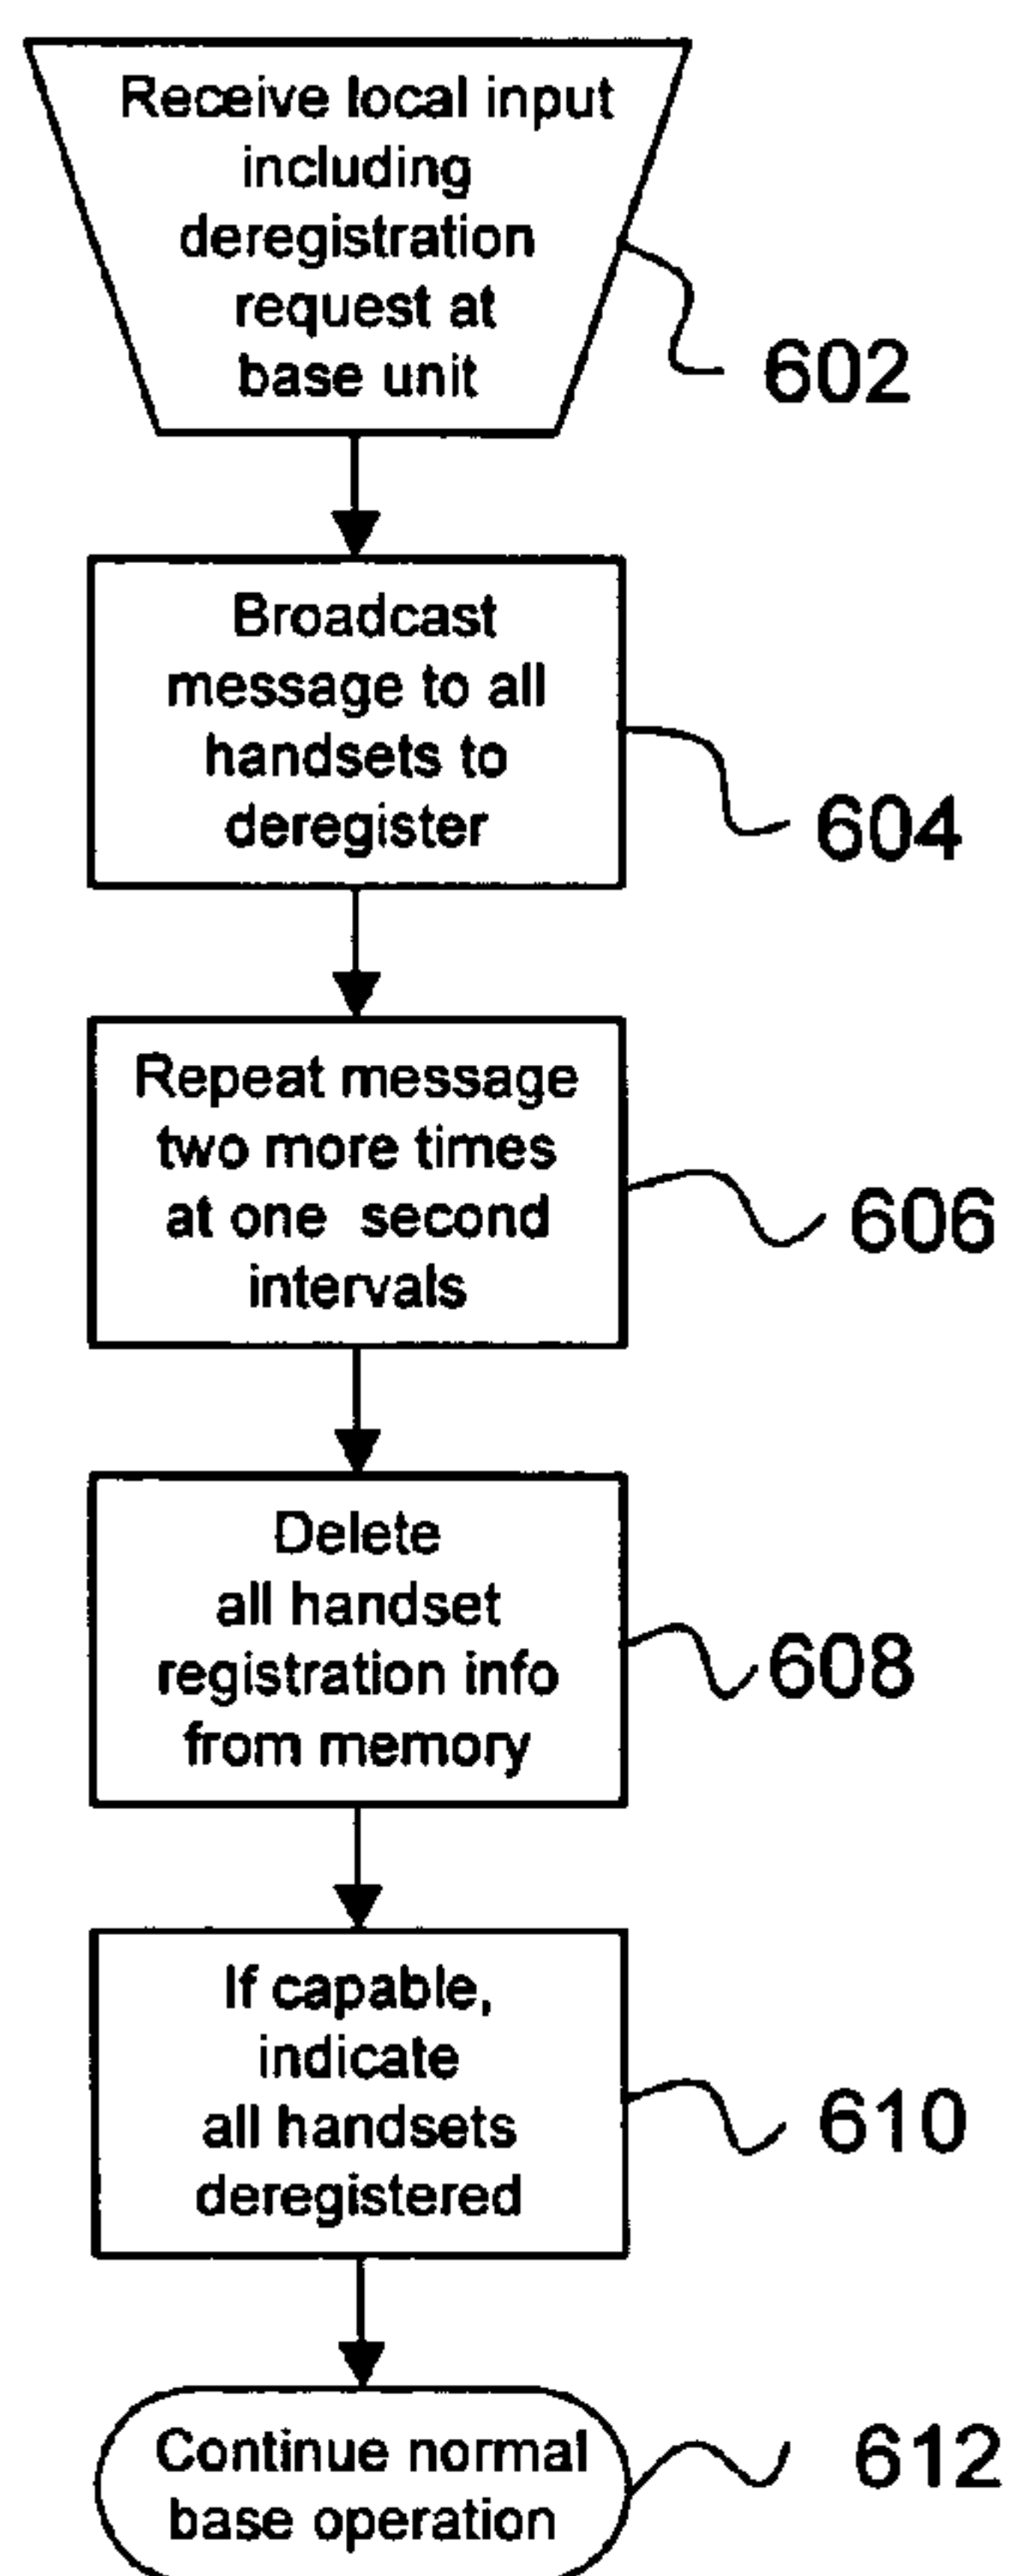 Receive local input
including
deregistration
request at
base unit
602
Broadcast
message to all
handsets to
deregister
604
Repeat message
two more times
at one second
intervals
606
Delete
all handset
registration info
from memory
608
If capable,
indicate
all handsets
deregistered
610
Continue normal
base operation
612